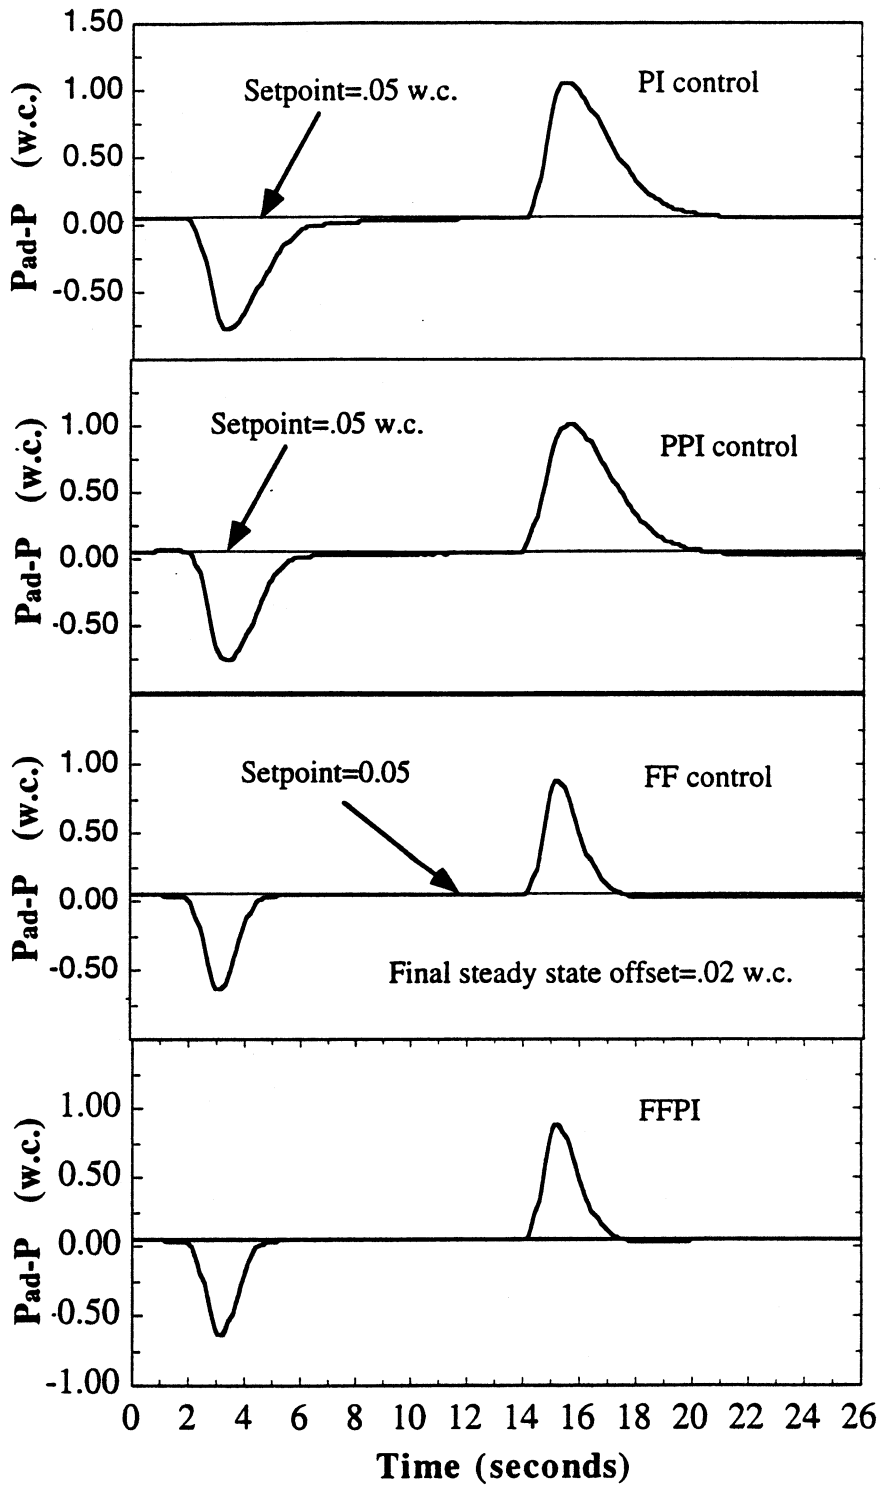 1.50
1.00
0.50
0.00
-0.50
Pad-P (w.c.)
Setpoint=.05 w.c.
PI control
1.00
0.50
0.00
-0.50
Pad-P (w.c.)
Setpoint=.05 w.c.
PPI control
1.00
0.50
0.00
-0.50
Pad-P (w.c.)
Setpoint=0.05
FF control
Final steady state offset=.02 w.c.
1.00
0.50
0.00
-0.50
-1.00
Pad-P (w.c.)
FFPI
0 2 4 6 8 10 12 14 16 18 20 22 24 26
Time (seconds)